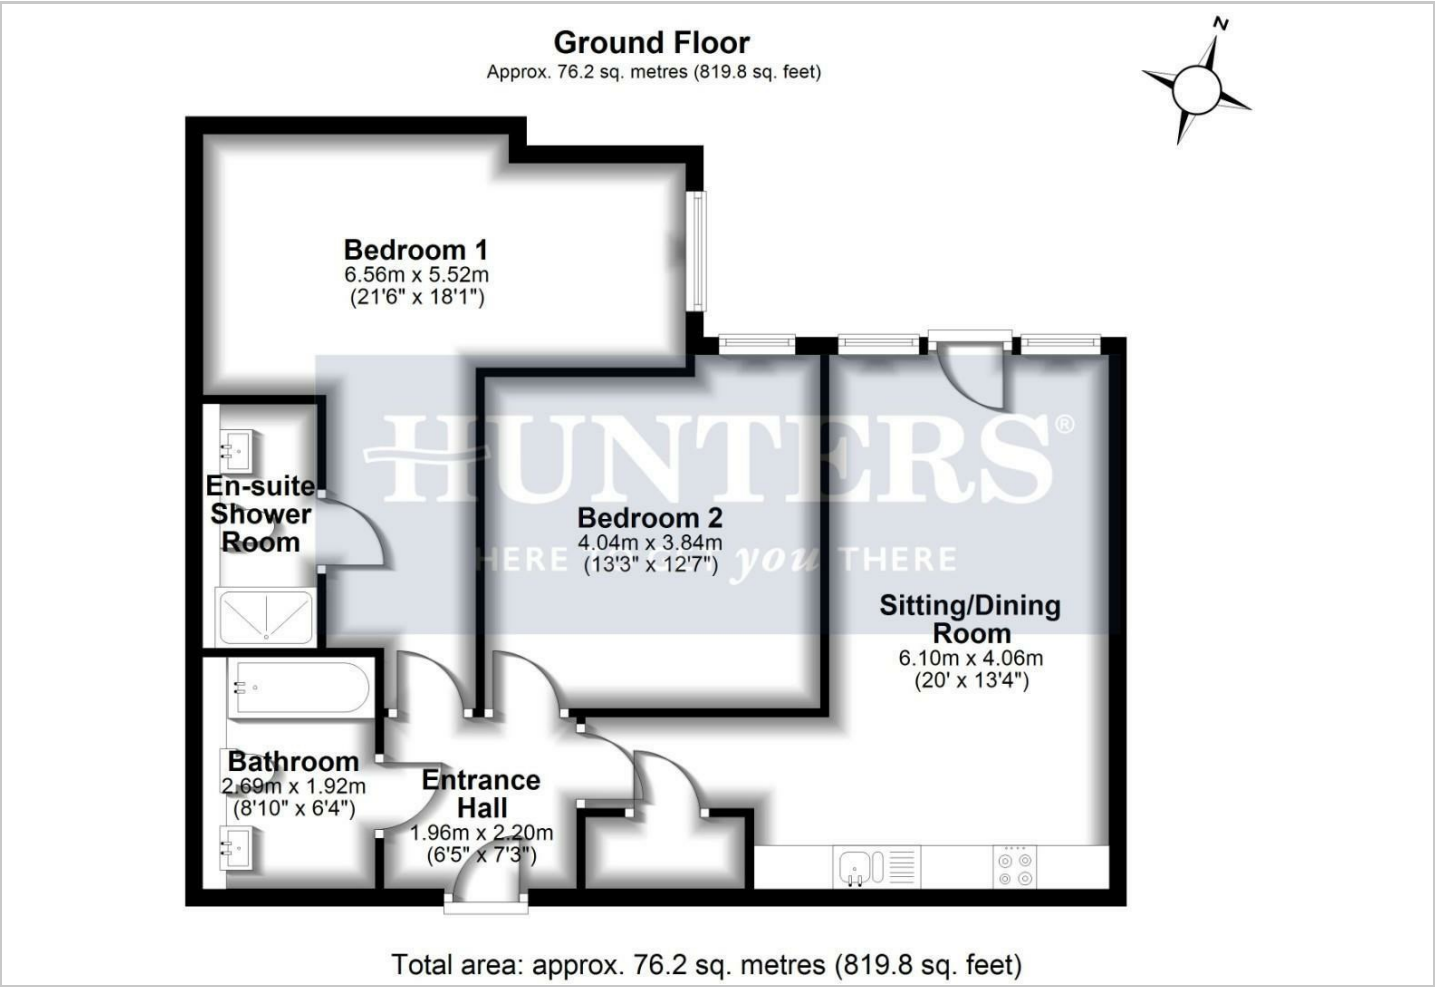 Ground Floor
Approx. 76.2 sq. metres (819.8 sq. feet)
N
Bedroom 1
6.56m x 5.52m
(21'6" x 18'1")
HUNTERS®
HERE TO GET you THERE
En-suite
Shower
Room
Bedroom 2
4.04m x 3.84m
(13'3" x 12'7")
Sitting/Dining
Room
6.10m x 4.06m
(20' x 13'4")
Bathroom
2.69m x 1.92m
(8'10" x 6'4")
Entrance
Hall
1.96m x 2.20m
(6'5" x 7'3")
Total area: approx. 76.2 sq. metres (819.8 sq. feet)